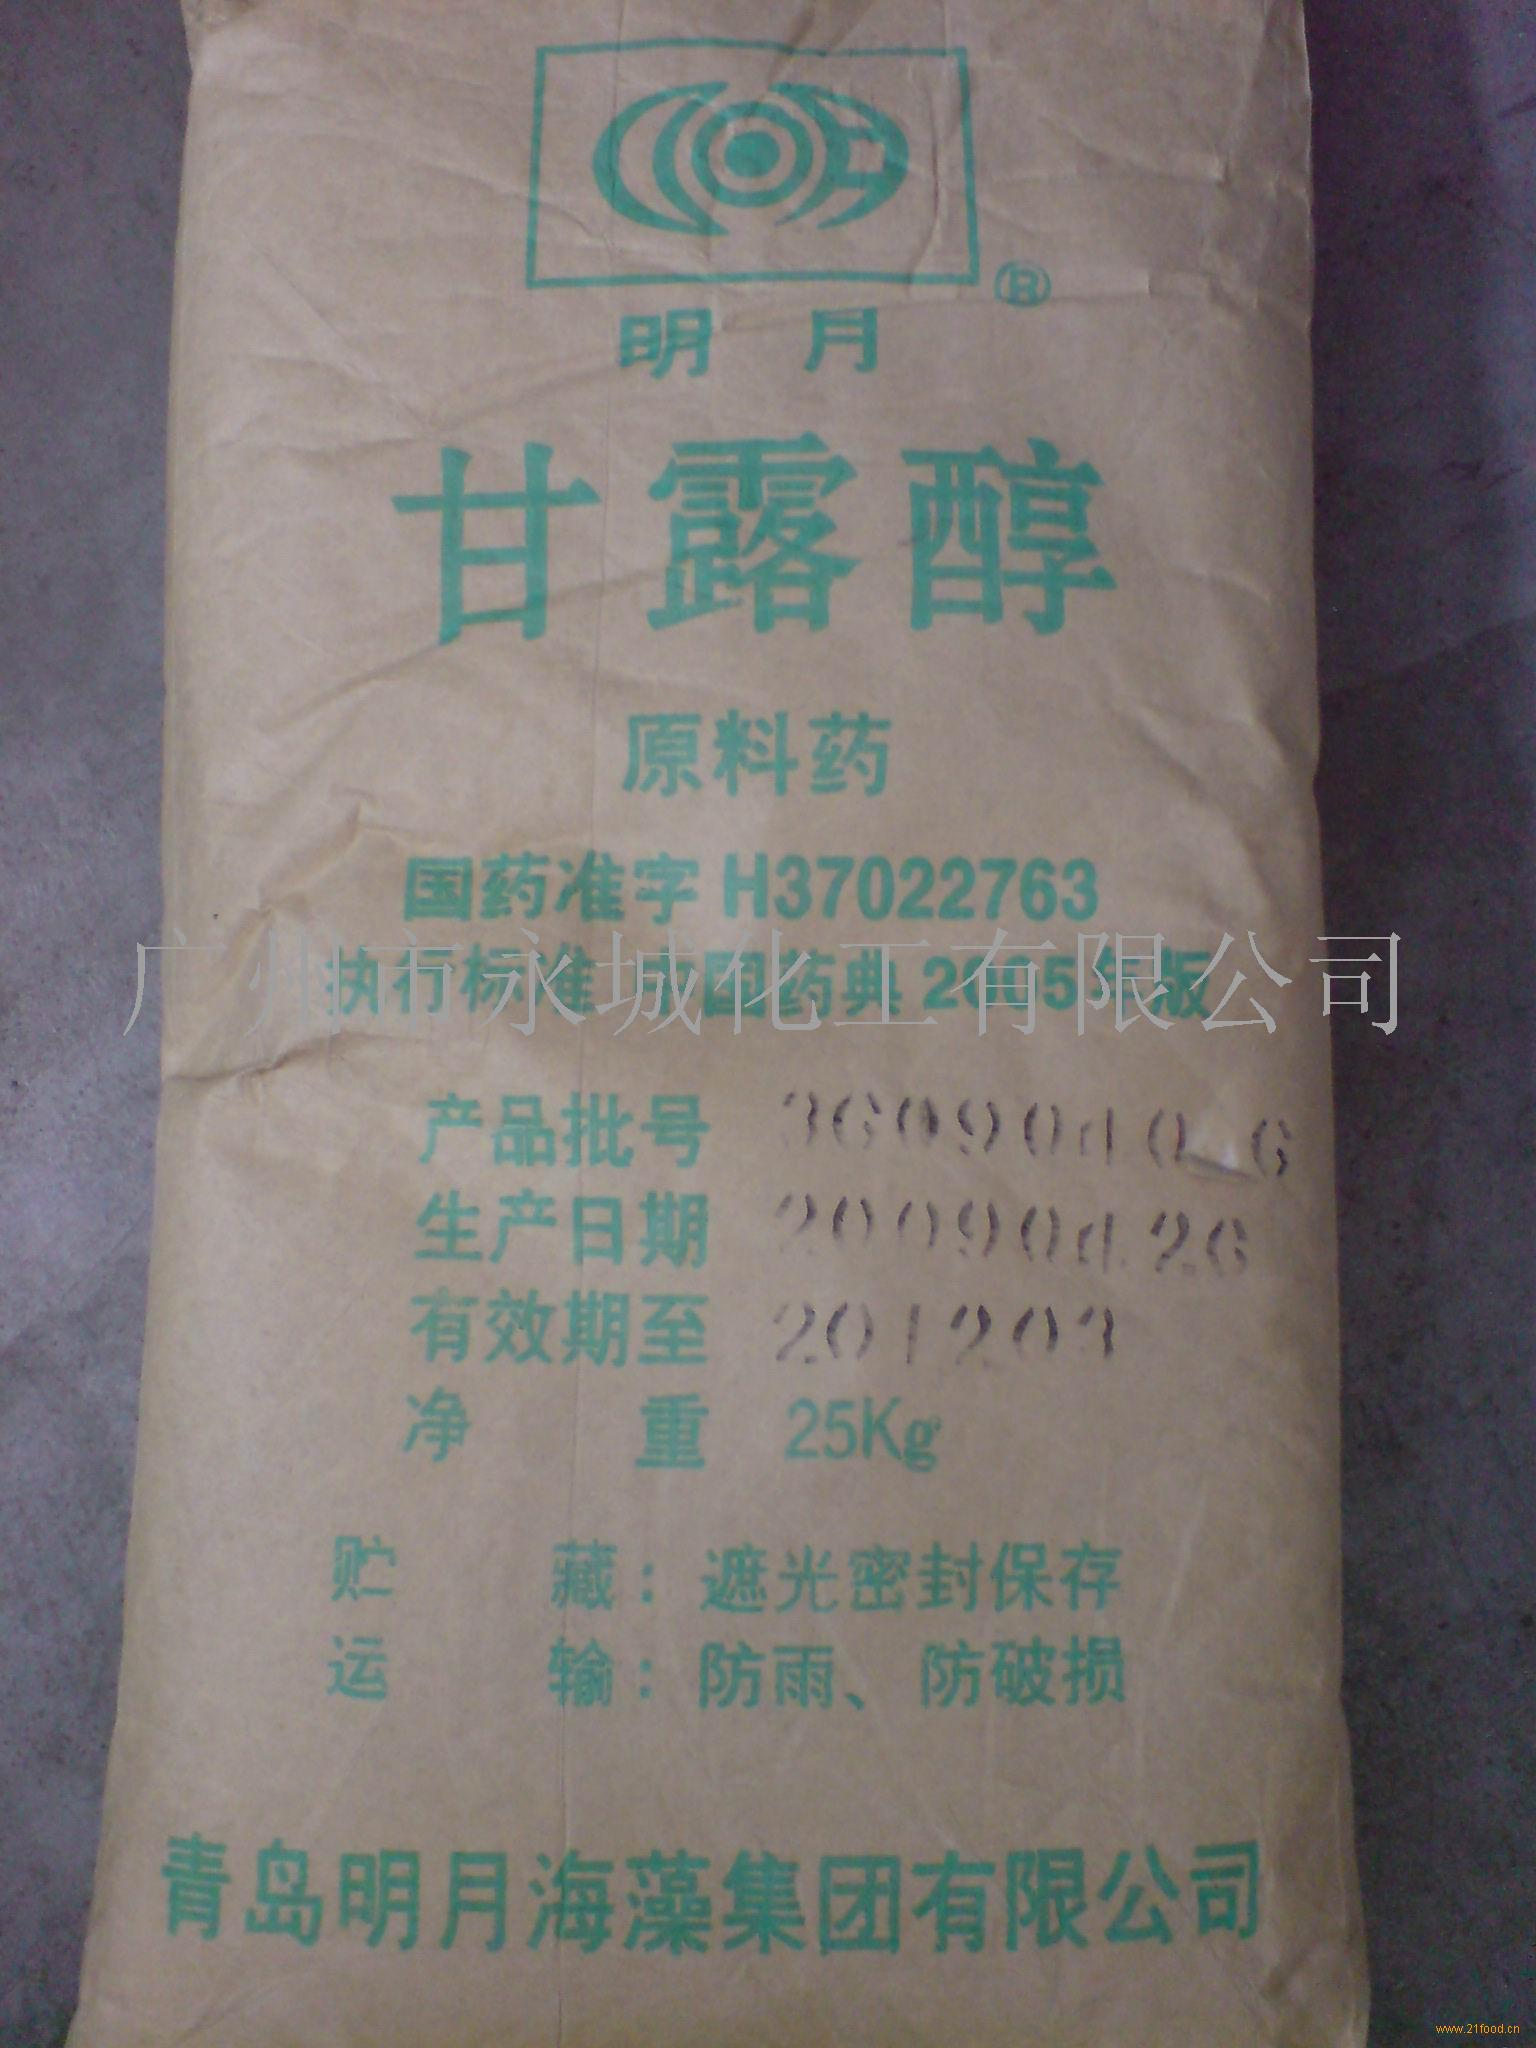 ®
明月
甘露醇
原料药
国药准字 H37022763
执行标准 中国药典 2005年版
广州市永城化工有限公司
产品批号
生产日期 20090426
有效期至 201203
净 重 25Kg
贮 藏：遮光密封保存
运 输：防雨、防破损
青岛明月海藻集团有限公司
www.21food.cn